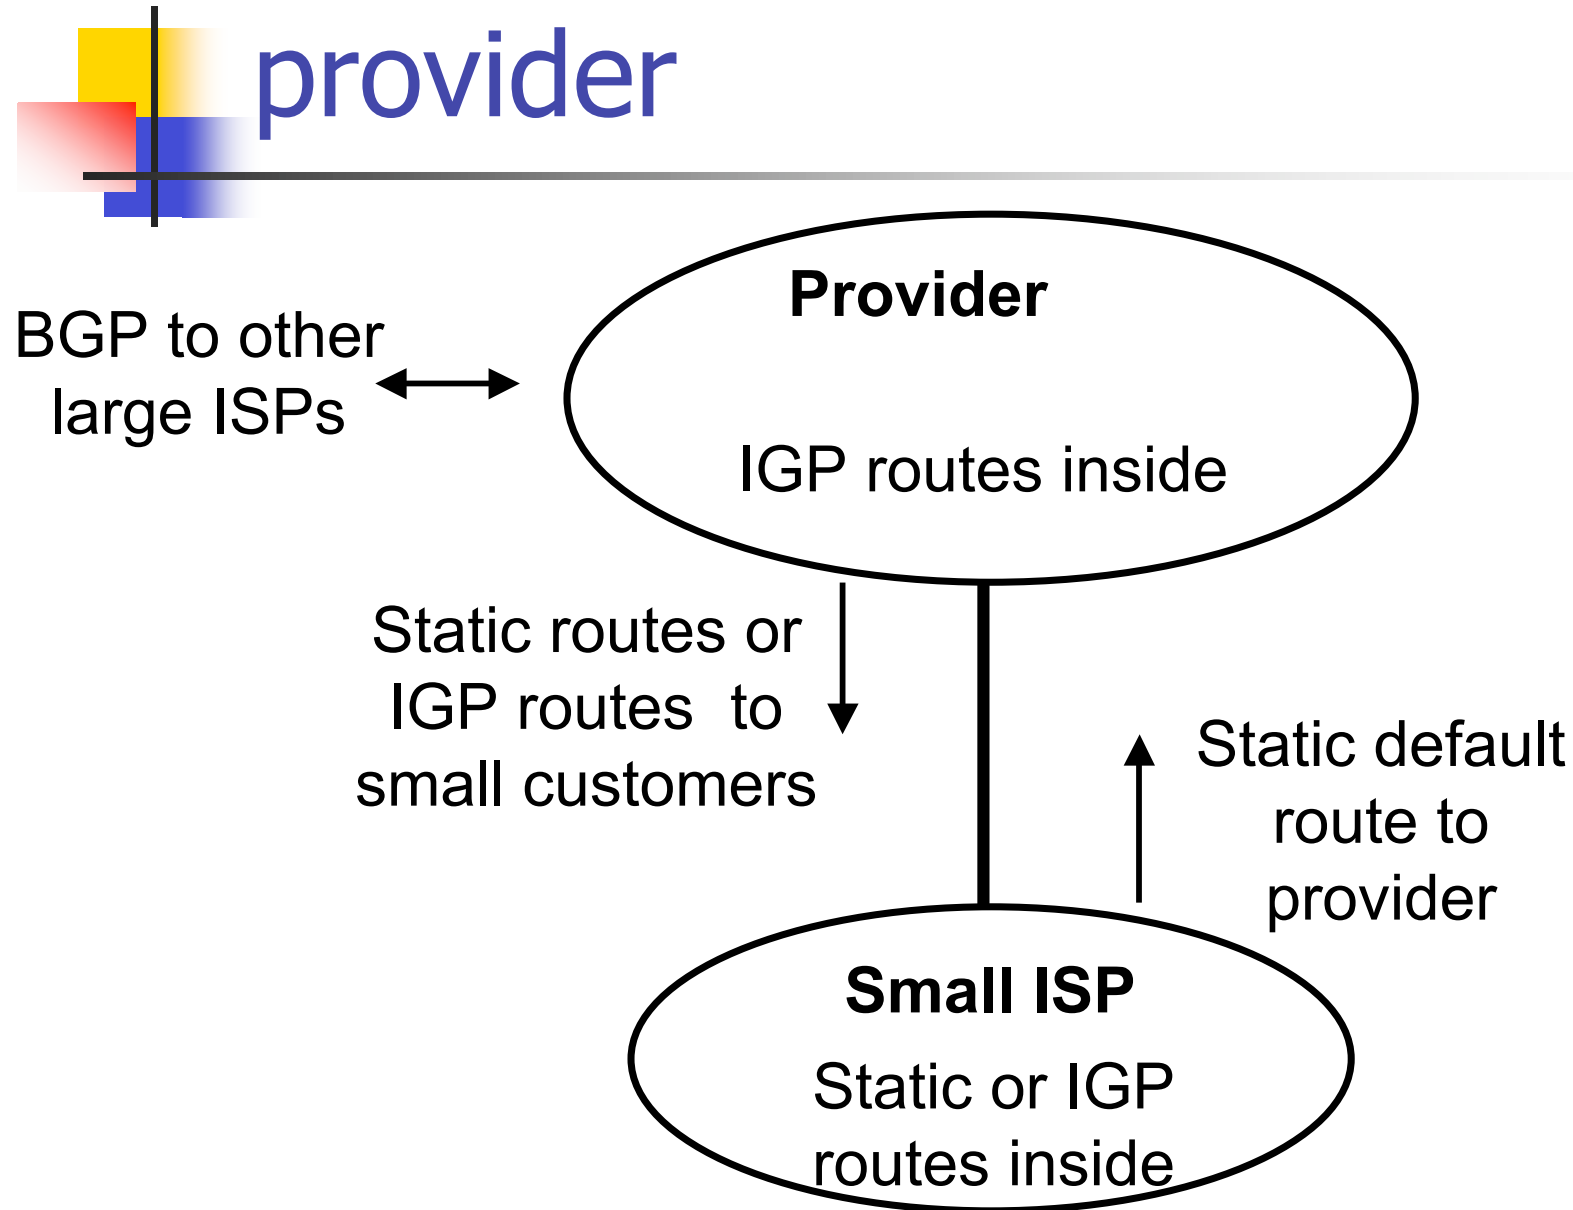 provider
Provider
BGP to other
large ISPs
IGP routes inside
Static routes or
IGP routes to
small customers
Static default
route to
provider
Small ISP
Static or IGP
routes inside